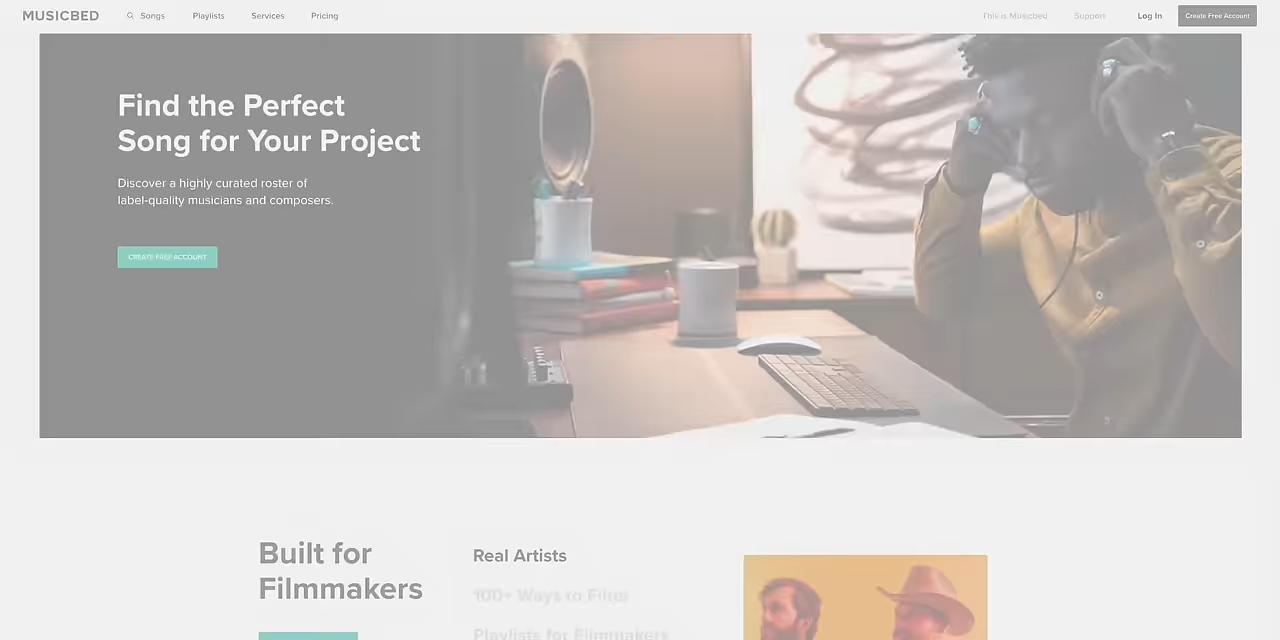 MUSICBED
Songs
Playlists
Services
Pricing
This is Musicbed
Support
Log In
Create Free Account
Find the Perfect
Song for Your Project
Discover a highly curated roster of
label-quality musicians and composers.
CREATE FREE ACCOUNT
Built for
Filmmakers
Real Artists
100+ Ways to Filter
Playlists for Filmmakers